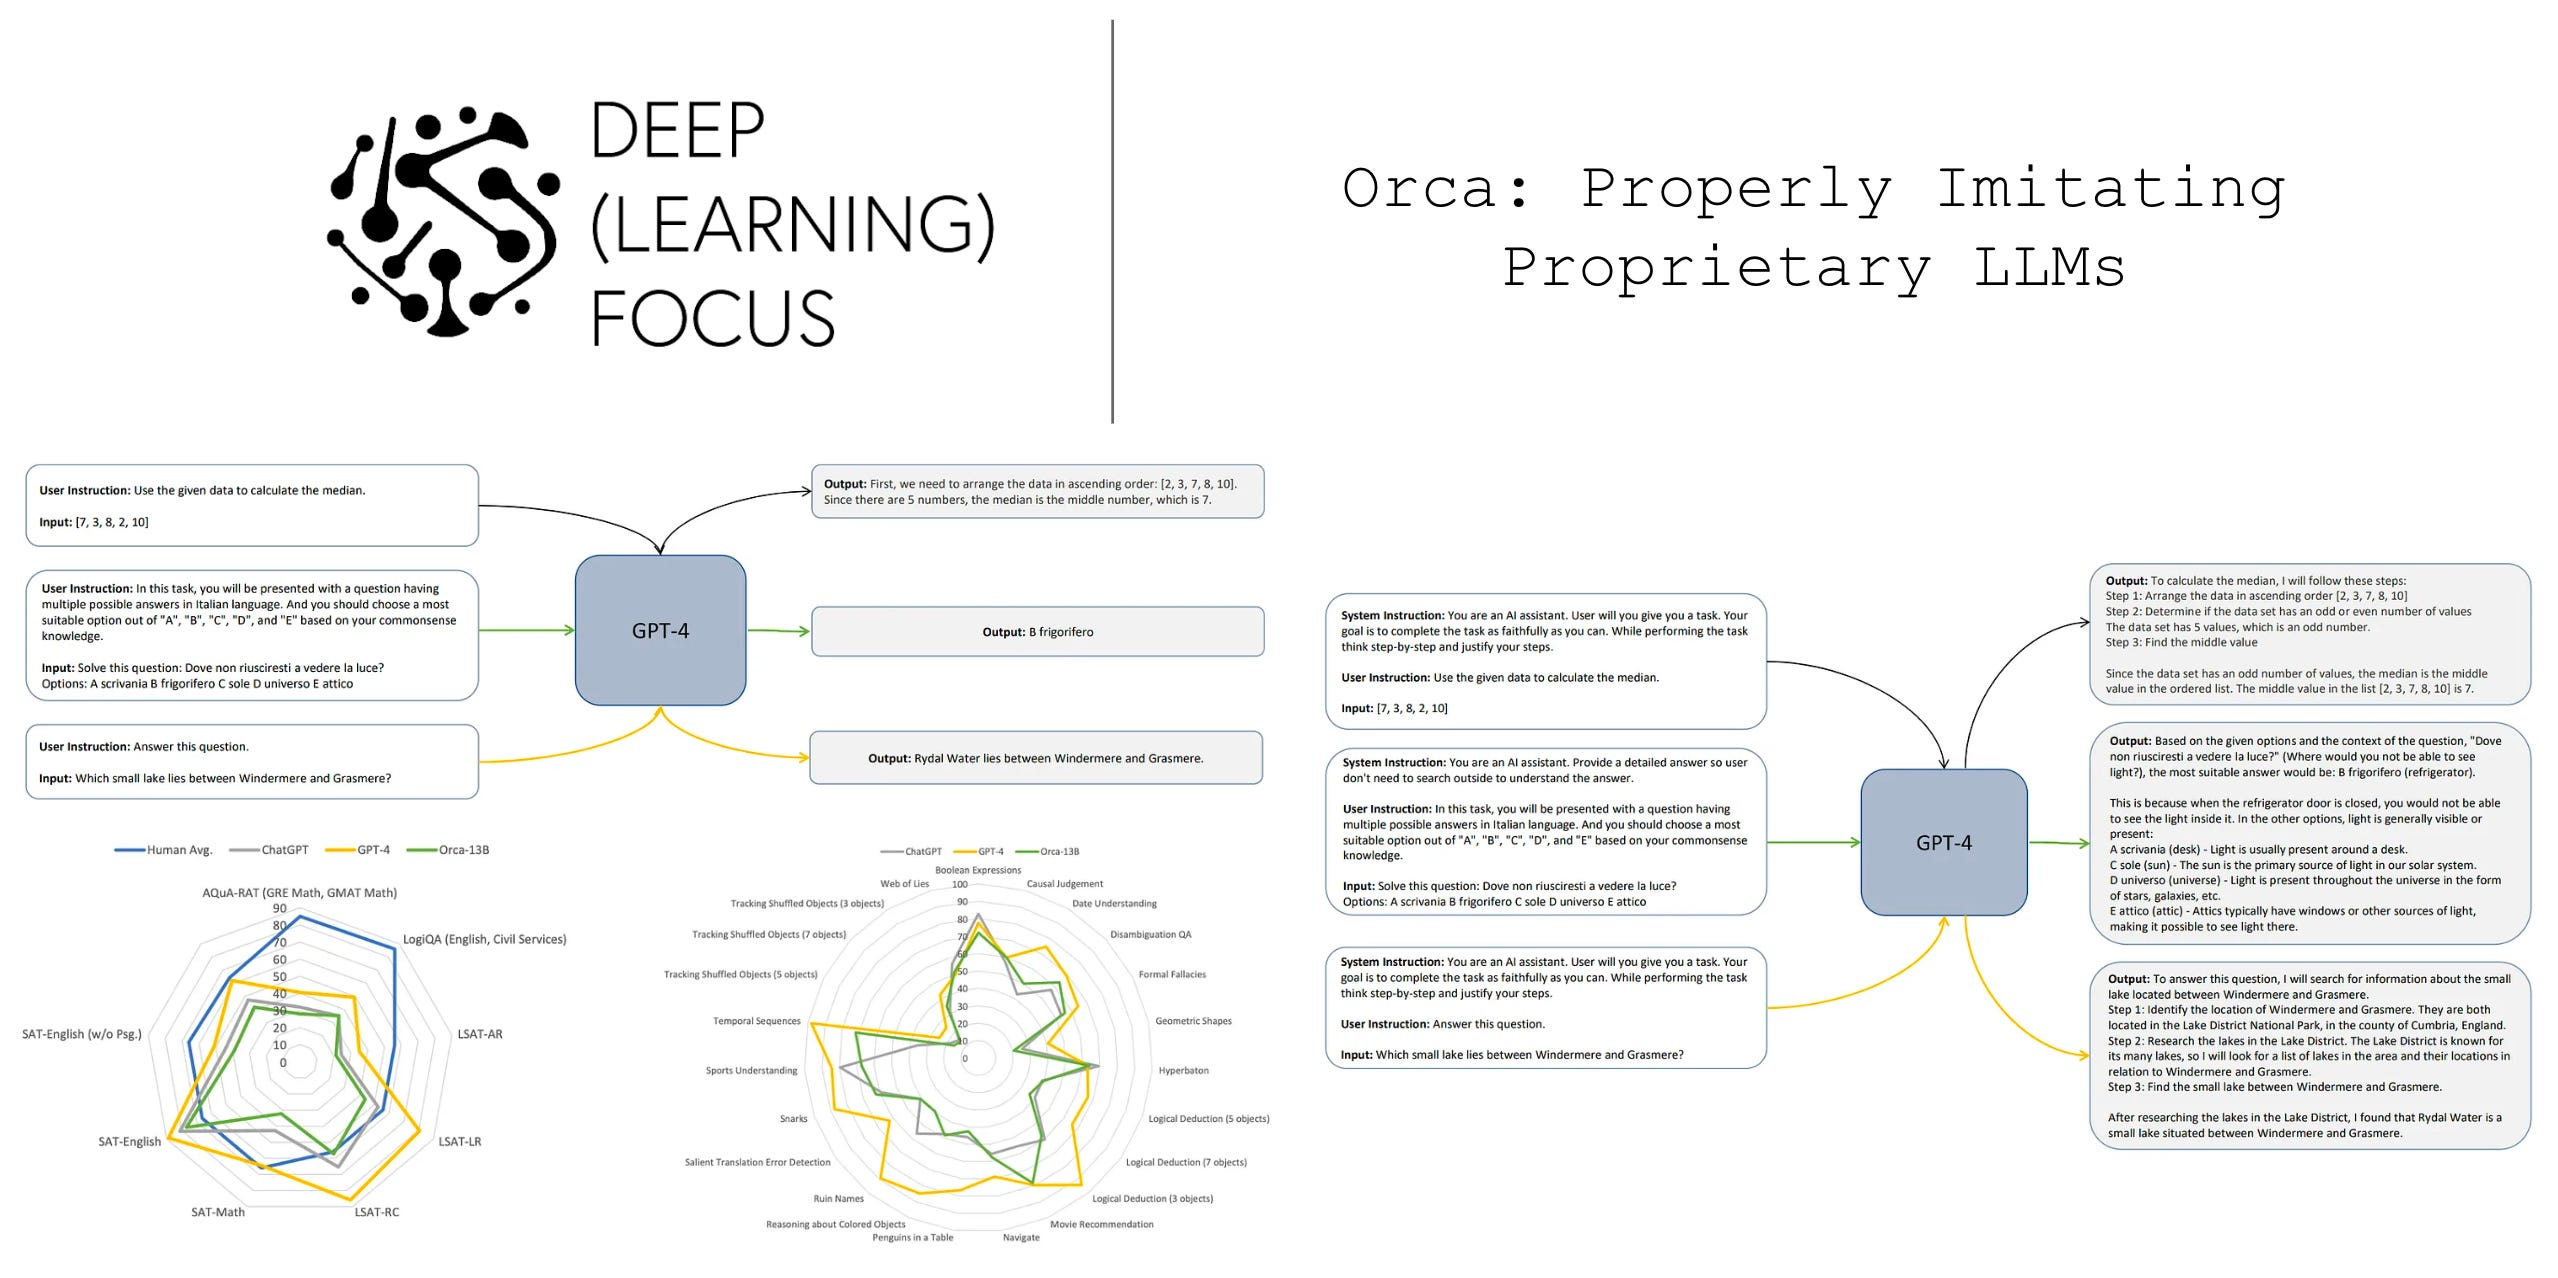 DEEP
(LEARNING)
FOCUS
Orca: Properly Imitating
Proprietary LLMs
User Instruction: Use the given data to calculate the median.
Input: [7, 3, 8, 2, 10]
User Instruction: In this task, you will be presented with a question having
multiple possible answers in Italian language. And you should choose a most
suitable option out of "A", "B", "C", "D", and "E" based on your commonsense
knowledge.
Input: Solve this question: Dove non riusciresti a vedere la luce?
Options: A scrivania B frigorifero C sole D universo E attico
User Instruction: Answer this question.
Input: Which small lake lies between Windermere and Grasmere?
GPT-4
Output: First, we need to arrange the data in ascending order: [2, 3, 7, 8, 10].
Since there are 5 numbers, the median is the middle number, which is 7.
Output: B frigorifero
Output: Rydal Water lies between Windermere and Grasmere.
Human Avg. ChatGPT GPT-4 Orca-13B
AQuA-RAT (GRE Math, GMAT Math)
LogiQA (English, Civil Services)
LSAT-AR
LSAT-LR
LSAT-RC
SAT-Math
SAT-English
SAT-English (w/o Psg.)
90
80
70
60
50
40
30
20
10
0
ChatGPT GPT-4 Orca-13B
Boolean Expressions
Causal Judgement
Date Understanding
Disambiguation QA
Formal Fallacies
Geometric Shapes
Hyperbaton
Logical Deduction (5 objects)
Logical Deduction (7 objects)
Logical Deduction (3 objects)
Movie Recommendation
Navigate
Penguins in a Table
Reasoning about Colored Objects
Ruin Names
Salient Translation Error Detection
Snarks
Sports Understanding
Temporal Sequences
Tracking Shuffled Objects (5 objects)
Tracking Shuffled Objects (7 objects)
Tracking Shuffled Objects (3 objects)
Web of Lies
100
90
80
70
60
50
40
30
20
10
0
System Instruction: You are an AI assistant. User will you give you a task. Your
goal is to complete the task as faithfully as you can. While performing the task
think step-by-step and justify your steps.
User Instruction: Use the given data to calculate the median.
Input: [7, 3, 8, 2, 10]
System Instruction: You are an AI assistant. Provide a detailed answer so user
don't need to search outside to understand the answer.
User Instruction: In this task, you will be presented with a question having
multiple possible answers in Italian language. And you should choose a most
suitable option out of "A", "B", "C", "D", and "E" based on your commonsense
knowledge.
Input: Solve this question: Dove non riusciresti a vedere la luce?
Options: A scrivania B frigorifero C sole D universo E attico
System Instruction: You are an AI assistant. User will you give you a task. Your
goal is to complete the task as faithfully as you can. While performing the task
think step-by-step and justify your steps.
User Instruction: Answer this question.
Input: Which small lake lies between Windermere and Grasmere?
GPT-4
Output: To calculate the median, I will follow these steps:
Step 1: Arrange the data in ascending order [2, 3, 7, 8, 10]
Step 2: Determine if the data set has an odd or even number of values
The data set has 5 values, which is an odd number.
Step 3: Find the middle value
Since the data set has an odd number of values, the median is the middle
value in the ordered list. The middle value in the list [2, 3, 7, 8, 10] is 7.
Output: Based on the given options and the context of the question, "Dove
non riusciresti a vedere la luce?" (Where would you not be able to see
light?), the most suitable answer would be: B frigorifero (refrigerator).
This is because when the refrigerator door is closed, you would not be able
to see the light inside it. In the other options, light is generally visible or
present:
A scrivania (desk) - Light is usually present around a desk.
C sole (sun) - The sun is the primary source of light in our solar system.
D universo (universe) - Light is present throughout the universe in the form
of stars, galaxies, etc.
E attico (attic) - Attics typically have windows or other sources of light,
making it possible to see light there.
Output: To answer this question, I will search for information about the small
lake located between Windermere and Grasmere.
Step 1: Identify the location of Windermere and Grasmere. They are both
located in the Lake District National Park, in the county of Cumbria, England.
Step 2: Research the lakes in the Lake District. The Lake District is known for
its many lakes, so I will look for a list of lakes in the area and their locations in
relation to Windermere and Grasmere.
Step 3: Find the small lake between Windermere and Grasmere.
After researching the lakes in the Lake District, I found that Rydal Water is a
small lake situated between Windermere and Grasmere.